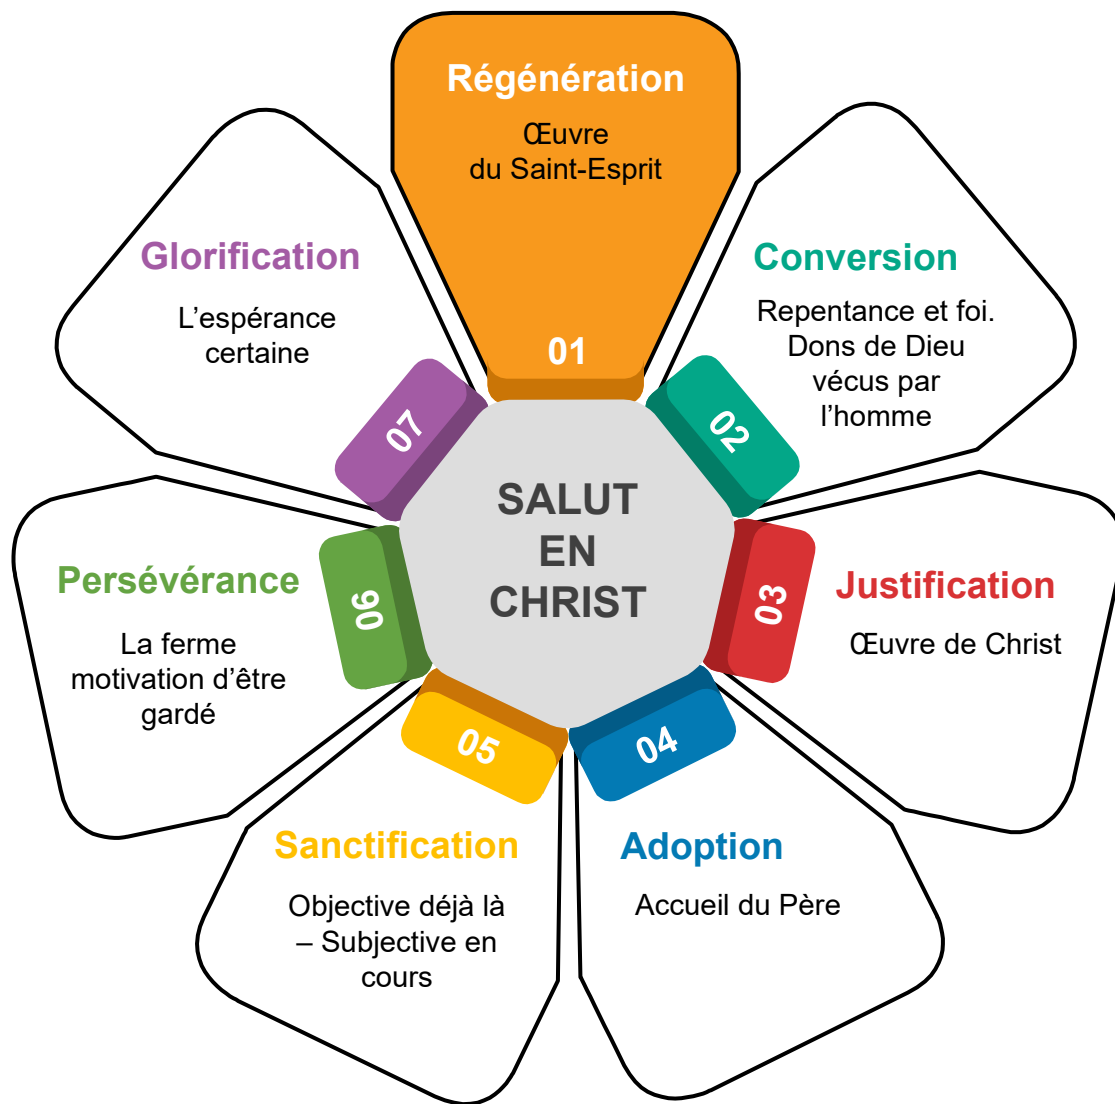 SALUT
EN
CHRIST
Régénération
Œuvre
du Saint-Esprit
01
Conversion
Repentance et foi.
Dons de Dieu
vécus par
l’homme
02
Justification
Œuvre de Christ
03
Adoption
Accueil du Père
04
Sanctification
Objective déjà là
– Subjective en
cours
05
Persévérance
La ferme
motivation d’être
gardé
06
Glorification
L’espérance
certaine
07